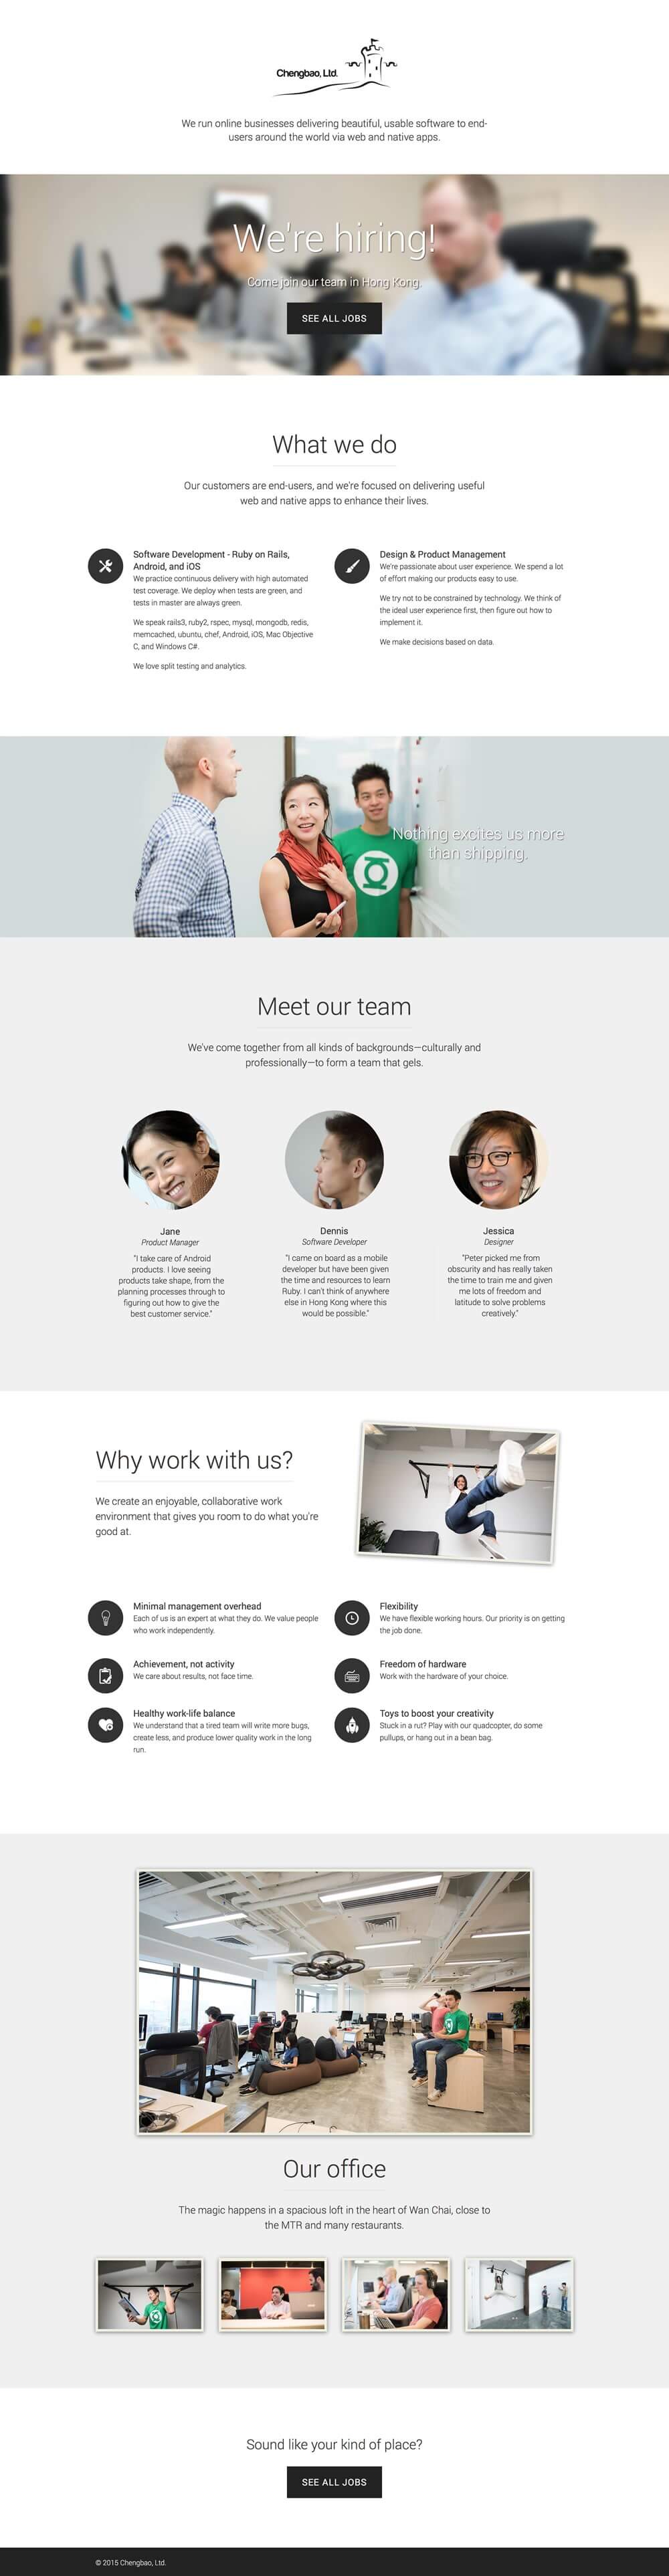 Chengbao, Ltd.
We run online businesses delivering beautiful, usable software to end-
users around the world via web and native apps.
We're hiring!
Come join our team in Hong Kong.
SEE ALL JOBS
What we do
Our customers are end-users, and we're focused on delivering useful
web and native apps to enhance their lives.
Software Development - Ruby on Rails,
Android, and iOS
We practice continuous delivery with high automated
test coverage. We deploy when tests are green, and
tests in master are always green.
We speak rails3, ruby2, rspec, mysql, mongodb, redis,
memcached, ubuntu, chef, Android, iOS, Mac Objective
C, and Windows C#.
We love split testing and analytics.
Design & Product Management
We're passionate about user experience. We spend a lot
of effort making our products easy to use.
We try not to be constrained by technology. We think of
the ideal user experience first, then figure out how to
implement it.
We make decisions based on data.
Nothing excites us more
than shipping.
Meet our team
We've come together from all kinds of backgrounds—culturally and
professionally—to form a team that gels.
Jane
Product Manager
"I take care of Android
products. I love seeing
products take shape, from the
planning processes through to
figuring out how to give the
best customer service."
Dennis
Software Developer
"I came on board as a mobile
developer but have been given
the time and resources to learn
Ruby. I can't think of anywhere
else in Hong Kong where this
would be possible."
Jessica
Designer
"Peter picked me from
obscurity and has really taken
the time to train me and given
me lots of freedom and
latitude to solve problems
creatively."
Why work with us?
We create an enjoyable, collaborative work
environment that gives you room to do what you're
good at.
Minimal management overhead
Each of us is an expert at what they do. We value people
who work independently.
Flexibility
We have flexible working hours. Our priority is on getting
the job done.
Achievement, not activity
We care about results, not face time.
Freedom of hardware
Work with the hardware of your choice.
Healthy work-life balance
We understand that a tired team will write more bugs,
create less, and produce lower quality work in the long
run.
Toys to boost your creativity
Stuck in a rut? Play with our quadcopter, do some
pullups, or hang out in a bean bag.
Our office
The magic happens in a spacious loft in the heart of Wan Chai, close to
the MTR and many restaurants.
Sound like your kind of place?
SEE ALL JOBS
© 2015 Chengbao, Ltd.